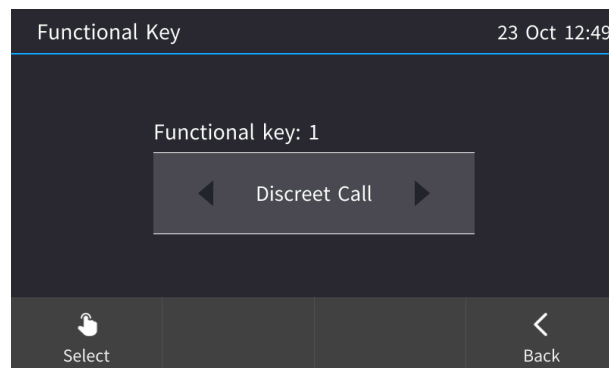 Functional Key 23 Oct 12:49
Functional key: 1
Discreet Call
Select Back